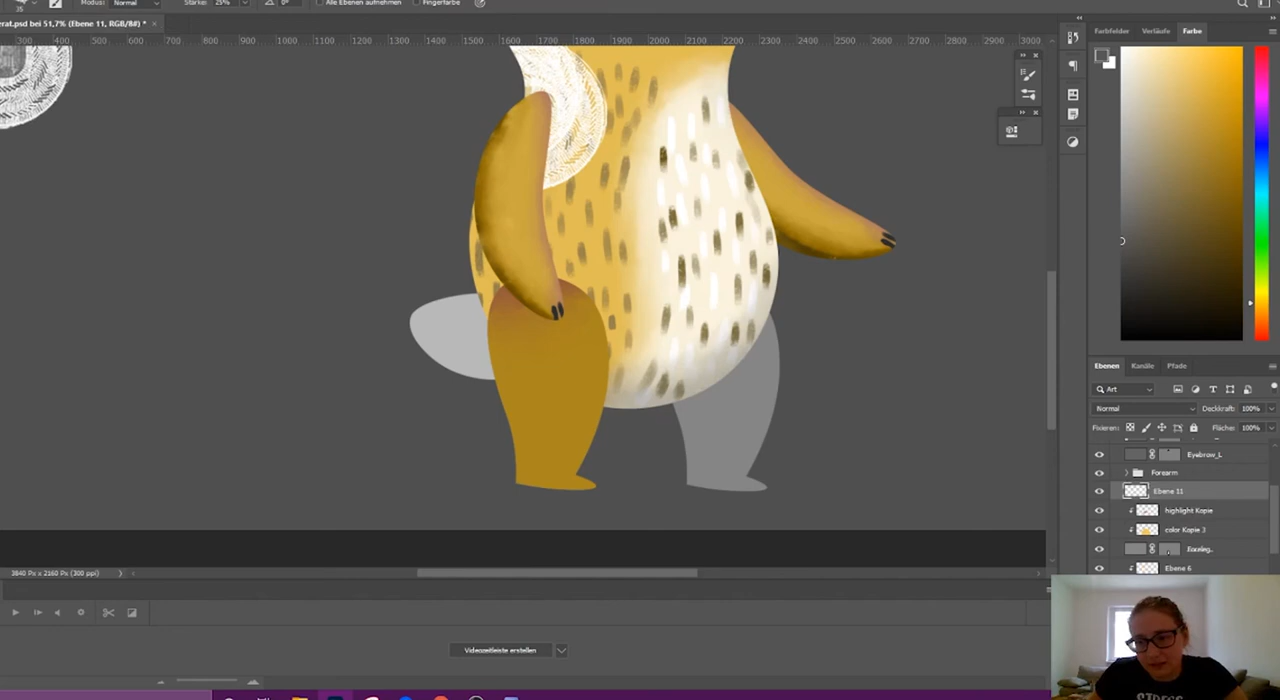 Modus: Normal Stärke: 25% 0° Alle Ebenen aufnehmen Fingerfarbe
erat.psd bei 51,7% (Ebene 11, RGB/8#) * ×
300 400 500 600 700 800 900 1000 1100 1200 1300 1400 1500 1600 1700 1800 1900 2000 2100 2200 2300 2400 2500 2600 2700 2800 2900 3000
Farbfelder Verläufe Farbe
Ebenen Kanäle Pfade
Art
Normal Deckkraft: 100%
Fixieren: Fläche: 100%
Eyebrow_L
Forearm
Ebene 11
highlight Kopie
color Kopie 3
Ebene 6
3840 Px x 2160 Px (300 ppi)
Videozeitleiste erstellen
STRESS